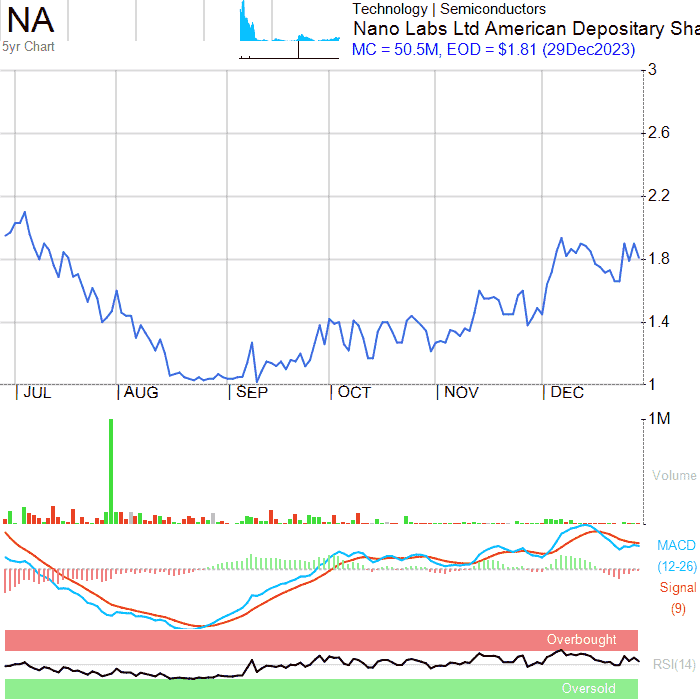 NA
5yr Chart
Technology | Semiconductors
Nano Labs Ltd American Depositary Sha
MC = 50.5M, EOD = $1.81 (29Dec2023)
3
2.6
2.2
1.8
1.4
1
JUL AUG SEP OCT NOV DEC
1M
Volume
MACD
(12-26)
Signal
(9)
Overbought
RSI(14)
Oversold